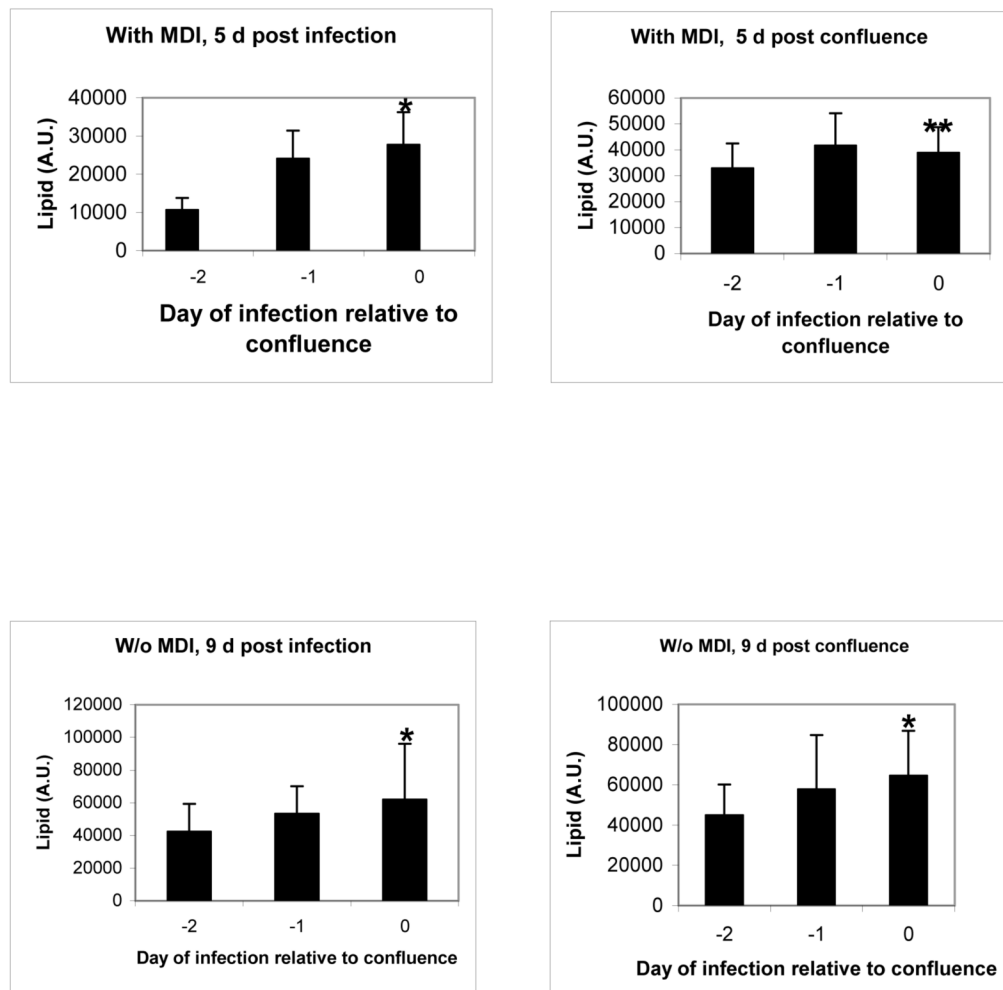 With MDI, 5 d post infection
40000
30000
20000
10000
0
Lipid (A.U.)
*
-2 -1 0
Day of infection relative to
confluence
With MDI, 5 d post confluence
60000
50000
40000
30000
20000
10000
0
Lipid (A.U.)
**
-2 -1 0
Day of infection relative to
confluence
W/o MDI, 9 d post infection
120000
100000
80000
60000
40000
20000
0
Lipid (A.U.)
*
-2 -1 0
Day of infection relative to confluence
W/o MDI, 9 d post confluence
100000
80000
60000
40000
20000
0
Lipid (A.U.)
*
-2 -1 0
Day of infection relative to confluence